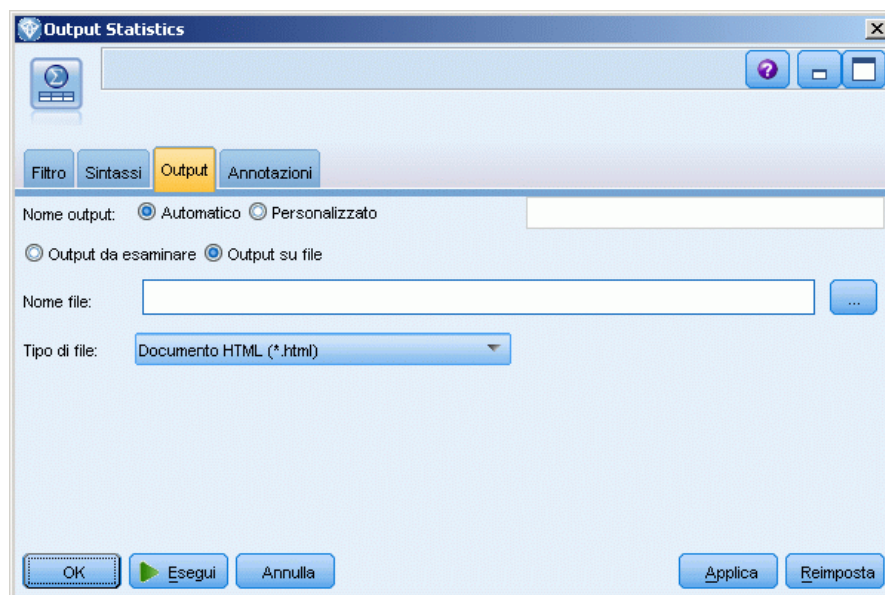 Output Statistics
Filtro Sintassi Output Annotazioni
Nome output: Automatico Personalizzato
Output da esaminare Output su file
Nome file: ...
Tipo di file: Documento HTML (*.html)
OK Esegui Annulla Applica Reimposta